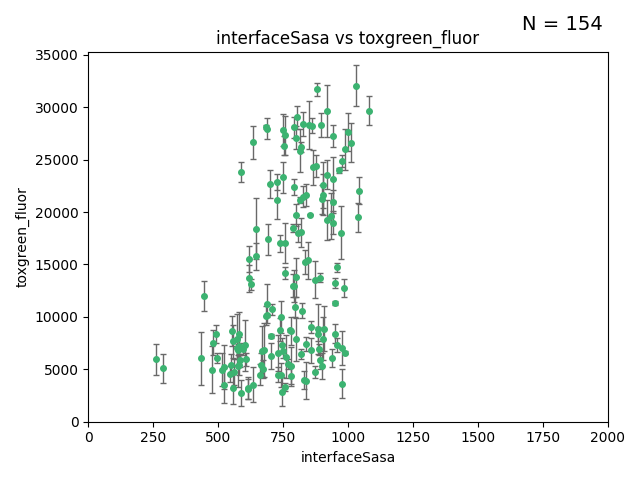 N = 154
interfaceSasa vs toxgreen_fluor
35000
30000
25000
20000
15000
10000
5000
0
toxgreen_fluor
0 250 500 750 1000 1250 1500 1750 2000
interfaceSasa